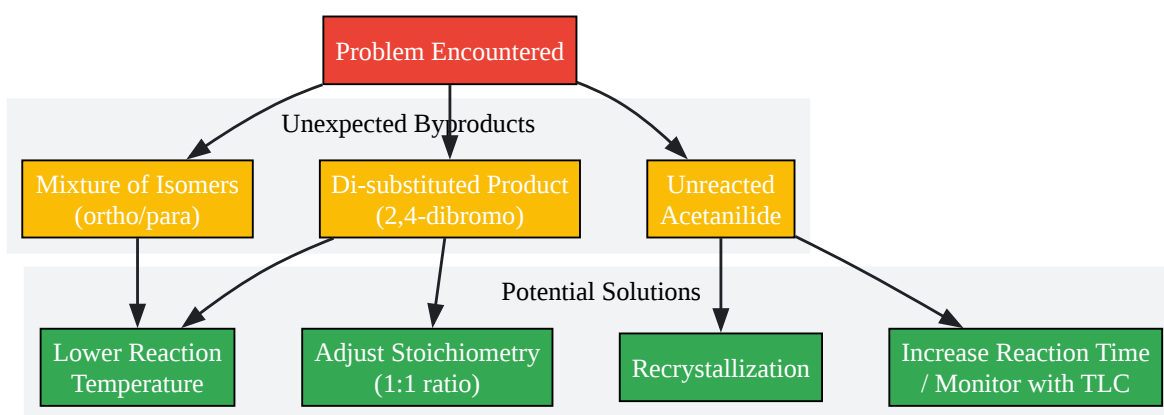 Problem Encountered
Unexpected Byproducts
Mixture of Isomers
(ortho/para)
Di-substituted Product
(2,4-dibromo)
Unreacted
Acetanilide
Potential Solutions
Lower Reaction
Temperature
Adjust Stoichiometry
(1:1 ratio)
Recrystallization
Increase Reaction Time
/ Monitor with TLC